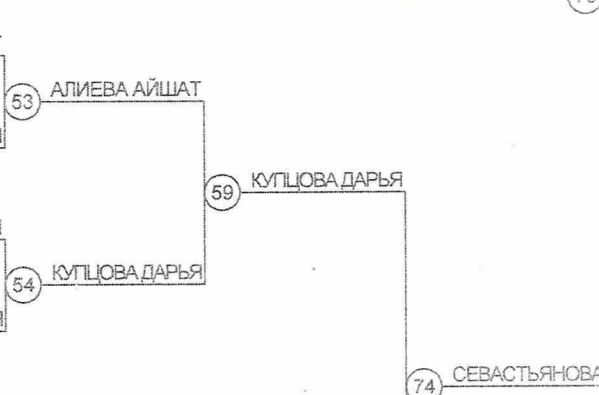 53 АЛИЕВА АЙШАТ
59 КУПЦОВА ДАРЬЯ
54 КУПЦОВА ДАРЬЯ
74 СЕВАСТЬЯНОВА